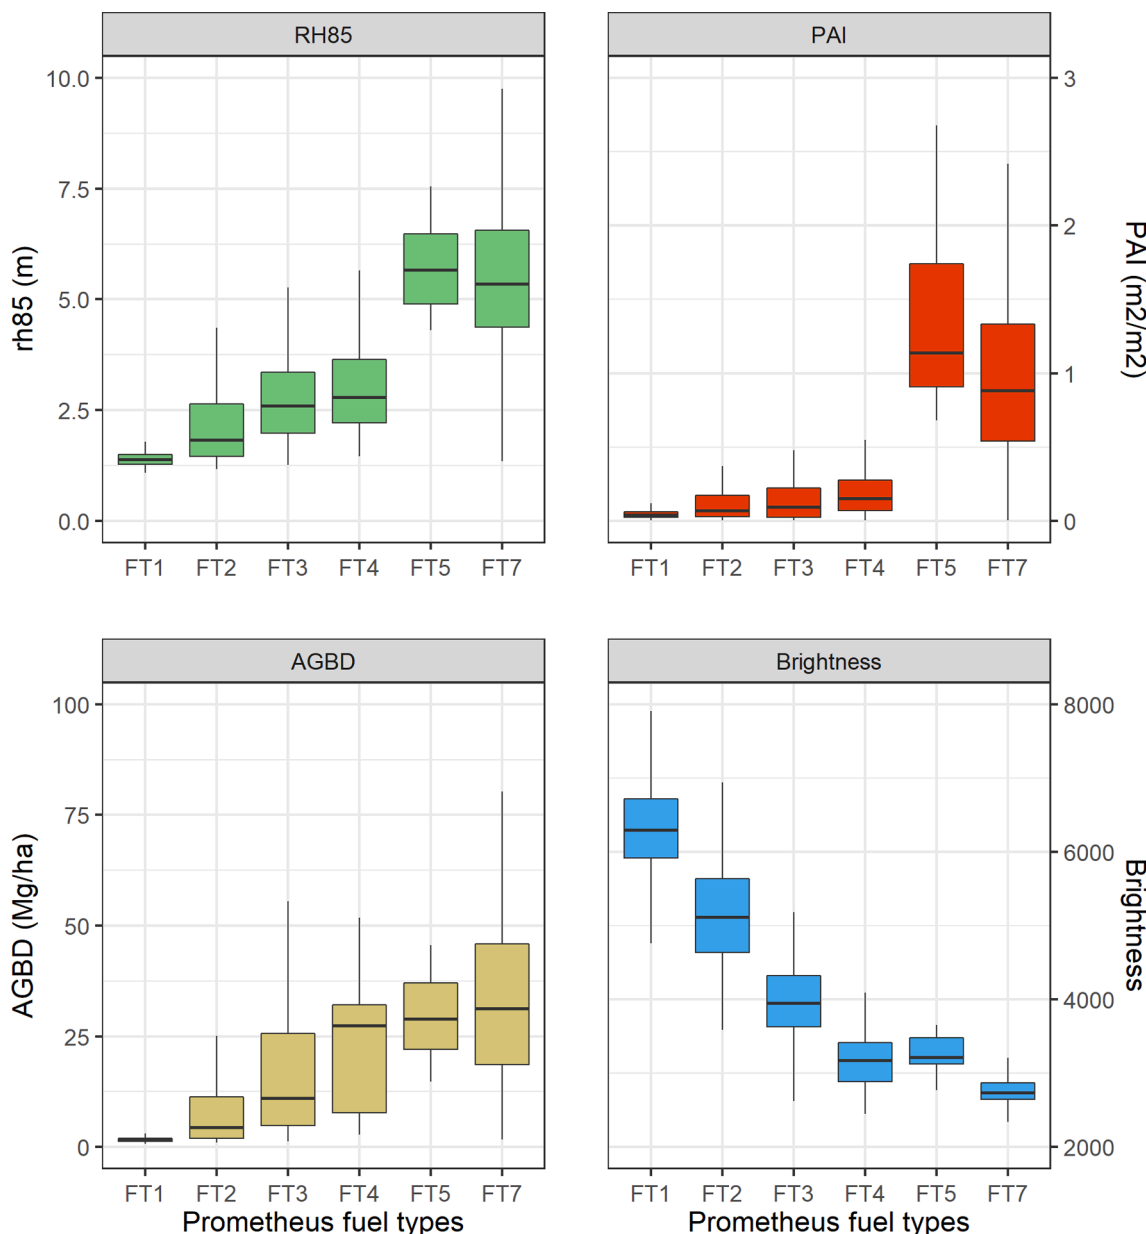 RH85
PAI
10.0
7.5
5.0
2.5
0.0
rh85 (m)
3
2
1
0
PAI (m2/m2)
FT1 FT2 FT3 FT4 FT5 FT7
FT1 FT2 FT3 FT4 FT5 FT7
AGBD
Brightness
100
75
50
25
0
AGBD (Mg/ha)
8000
6000
4000
2000
Brightness
FT1 FT2 FT3 FT4 FT5 FT7
FT1 FT2 FT3 FT4 FT5 FT7
Prometheus fuel types
Prometheus fuel types